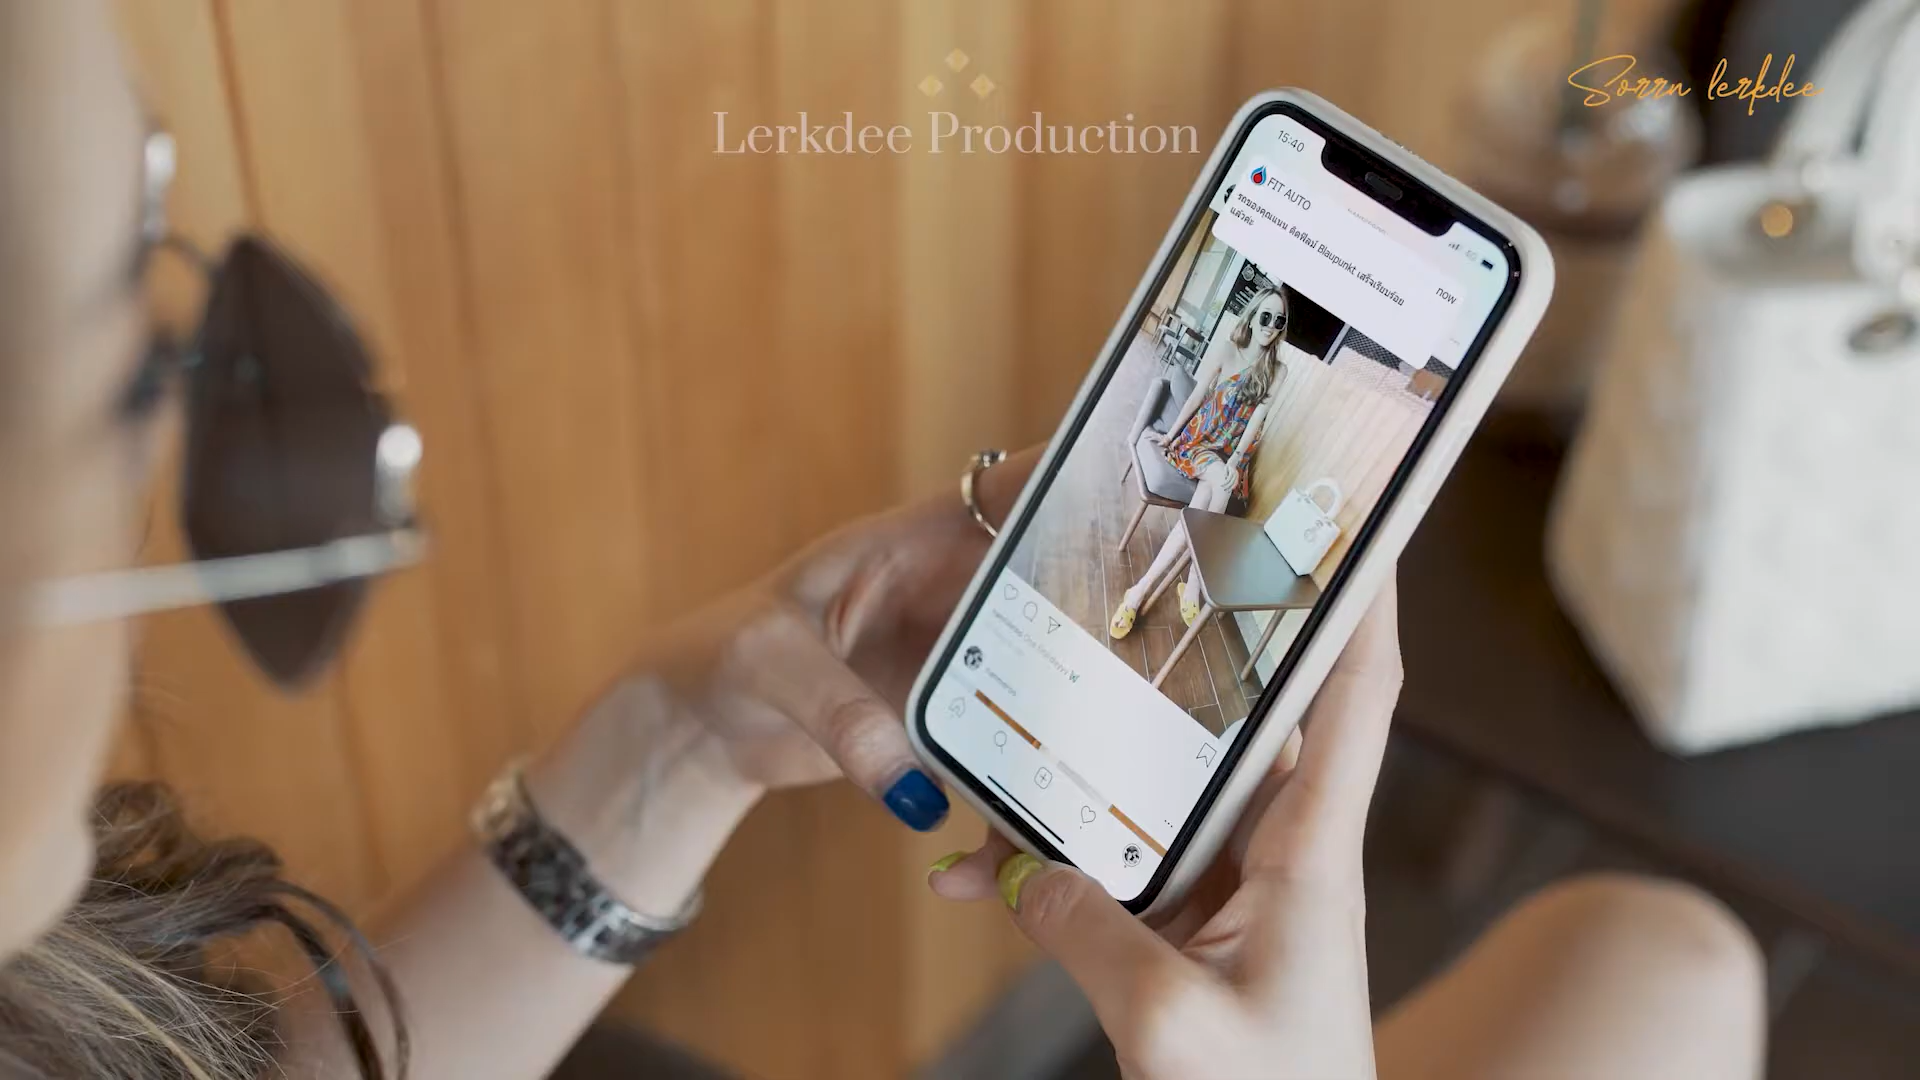 Sorrn lerkdee
Lerkdee Production
15:40
FIT AUTO
now
รถของคุณแนน ติดฟิล์ม Blaupunkt เสร็จเรียบร้อย
แล้วค่ะ